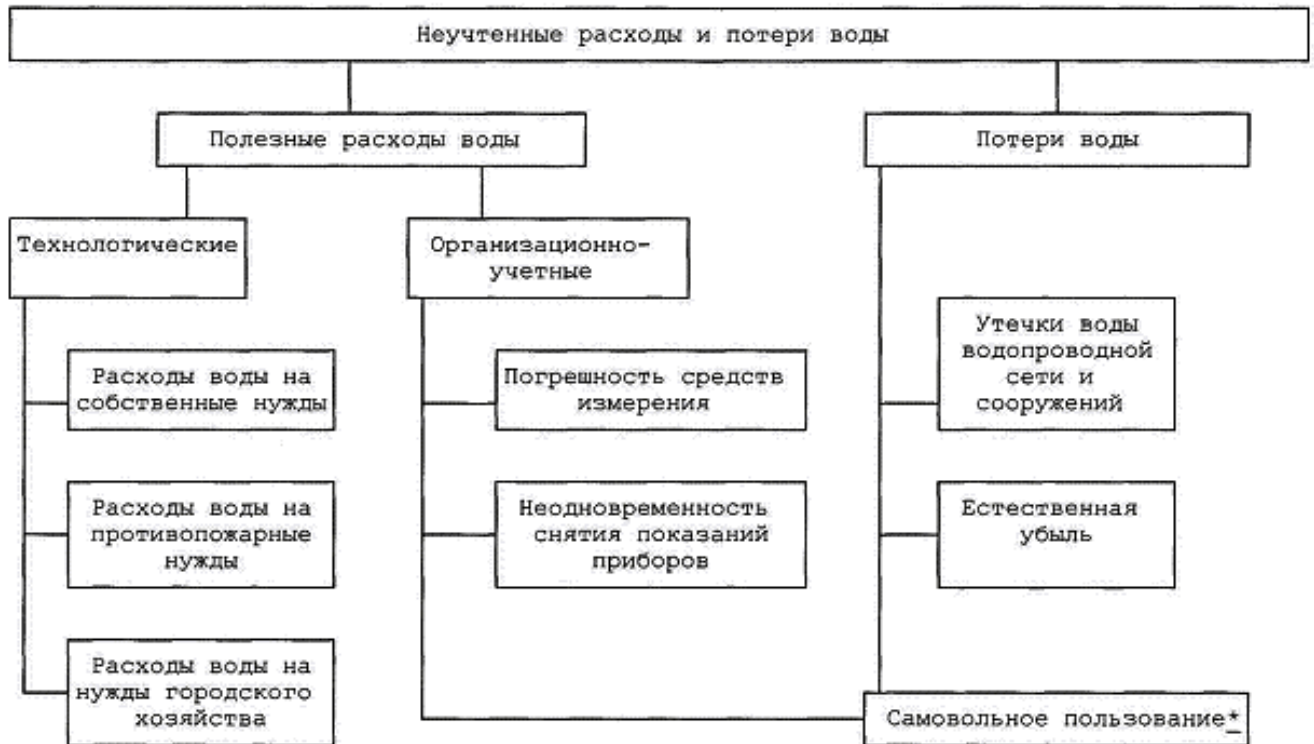 Неучтенные расходы и потери воды
Полезные расходы воды
Потери воды
Технологические
Организационно-
учетные
Расходы воды на
собственные нужды
Погрешность средств
измерения
Утечки воды
водопроводной
сети и
сооружений
Расходы воды на
противопожарные
нужды
Неодновременность
снятия показаний
приборов
Естественная
убыль
Расходы воды на
нужды городского
хозяйства
Самовольное пользование*